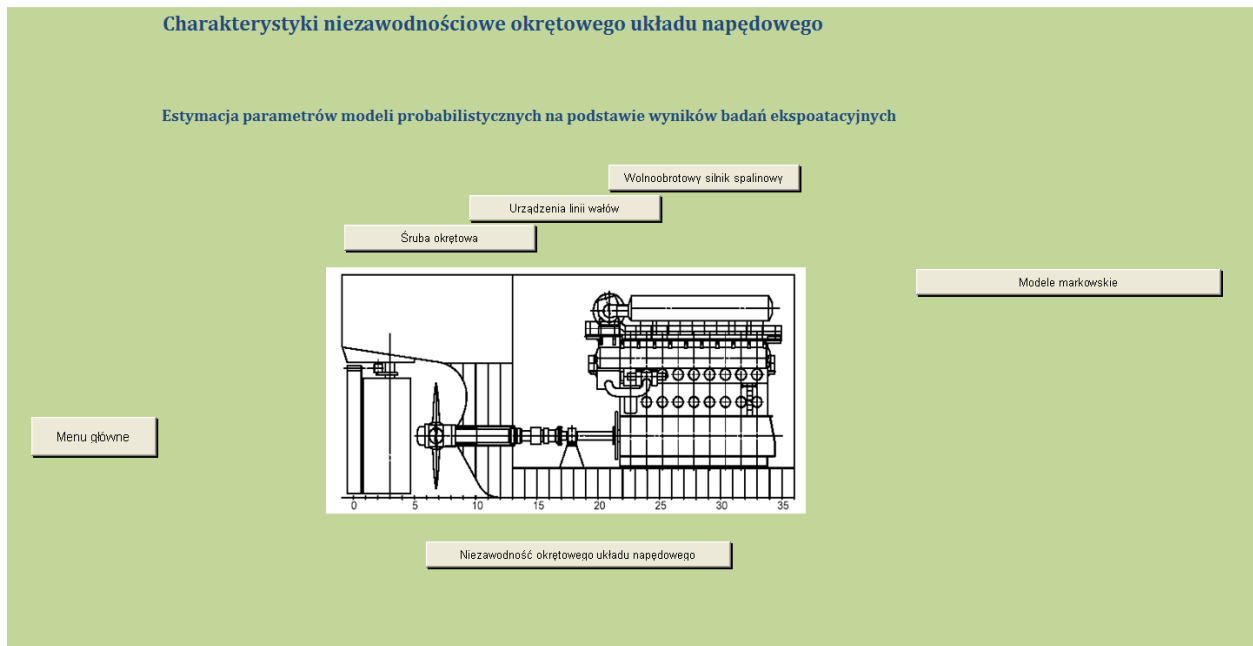 Charakterystyki niezawodnościowe okrętowego układu napędowego
Estymacja parametrów modeli probabilistycznych na podstawie wyników badań ekspoatacyjnych
Wolnoobrotowy silnik spalinowy
Urządzenia linii wałów
Śruba okrętowa
Modele markowskie
Menu główne
0 5 10 15 20 25 30 35
Niezawodność okrętowego układu napędowego